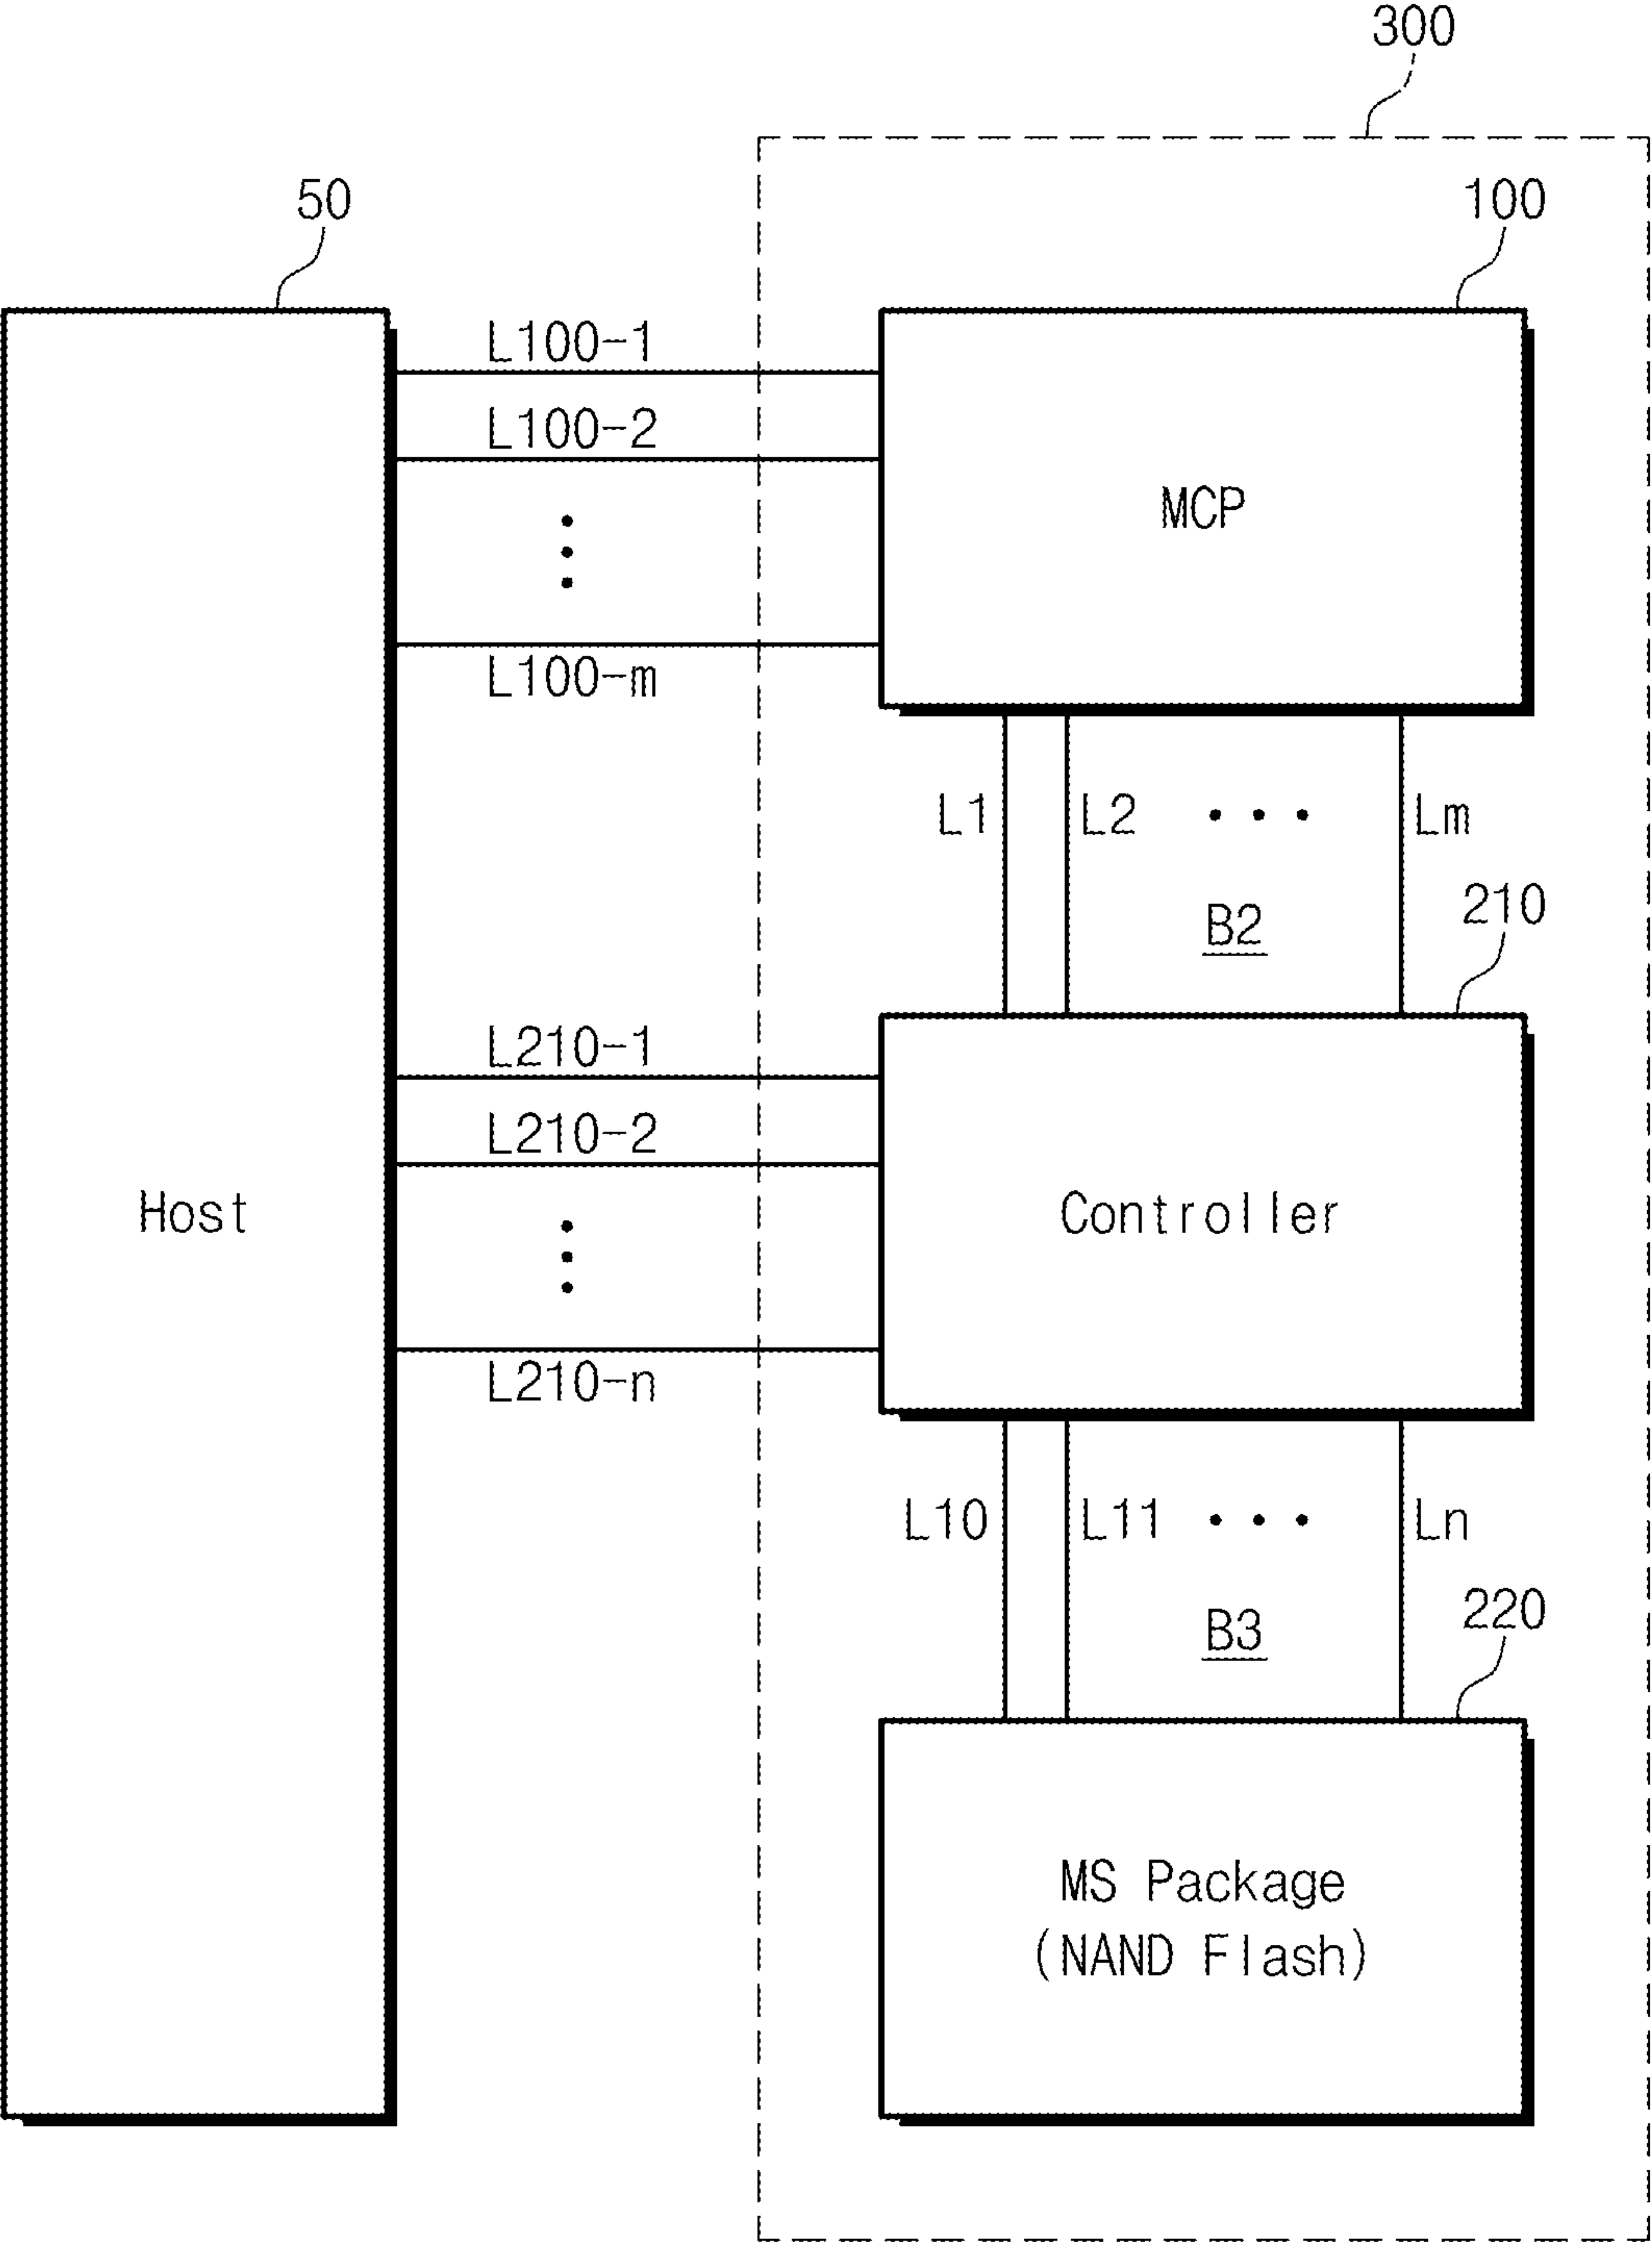 300
50
100
L100-1
L100-2
MCP
L100-m
L1
L2
Lm
B2
210
L210-1
L210-2
Host
Controller
L210-n
L10
L11
Ln
B3
220
MS Package
(NAND Flash)